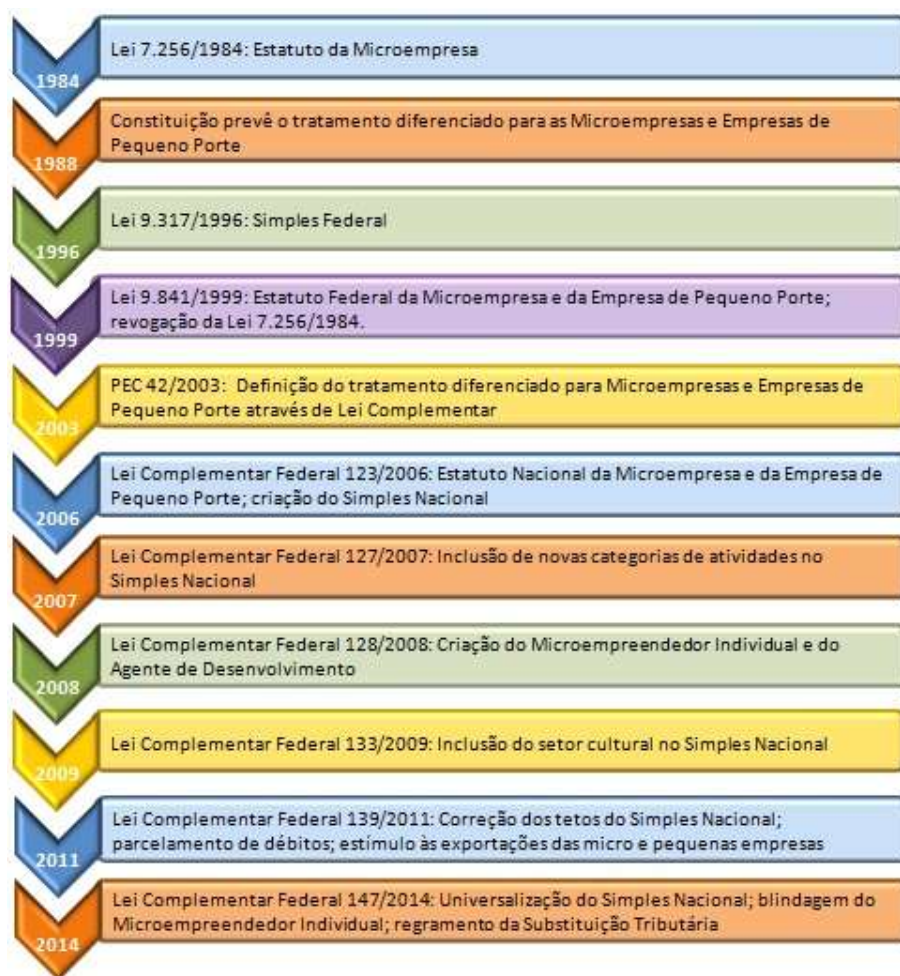 1984
Lei 7.256/1984: Estatuto da Microempresa
1988
Constituição prevê o tratamento diferenciado para as Microempresas e Empresas de
Pequeno Porte
1996
Lei 9.317/1996: Simples Federal
1999
Lei 9.841/1999: Estatuto Federal da Microempresa e da Empresa de Pequeno Porte;
revogação da Lei 7.256/1984.
2003
PEC 42/2003: Definição do tratamento diferenciado para Microempresas e Empresas de
Pequeno Porte através de Lei Complementar
2006
Lei Complementar Federal 123/2006: Estatuto Nacional da Microempresa e da Empresa de
Pequeno Porte; criação do Simples Nacional
2007
Lei Complementar Federal 127/2007: Inclusão de novas categorias de atividades no
Simples Nacional
2008
Lei Complementar Federal 128/2008: Criação do Microempreendedor Individual e do
Agente de Desenvolvimento
2009
Lei Complementar Federal 133/2009: Inclusão do setor cultural no Simples Nacional
2011
Lei Complementar Federal 139/2011: Correção dos tetos do Simples Nacional;
parcelamento de débitos; estímulo às exportações das micro e pequenas empresas
2014
Lei Complementar Federal 147/2014: Universalização do Simples Nacional; blindagem do
Microempreendedor Individual; regramento da Substituição Tributária